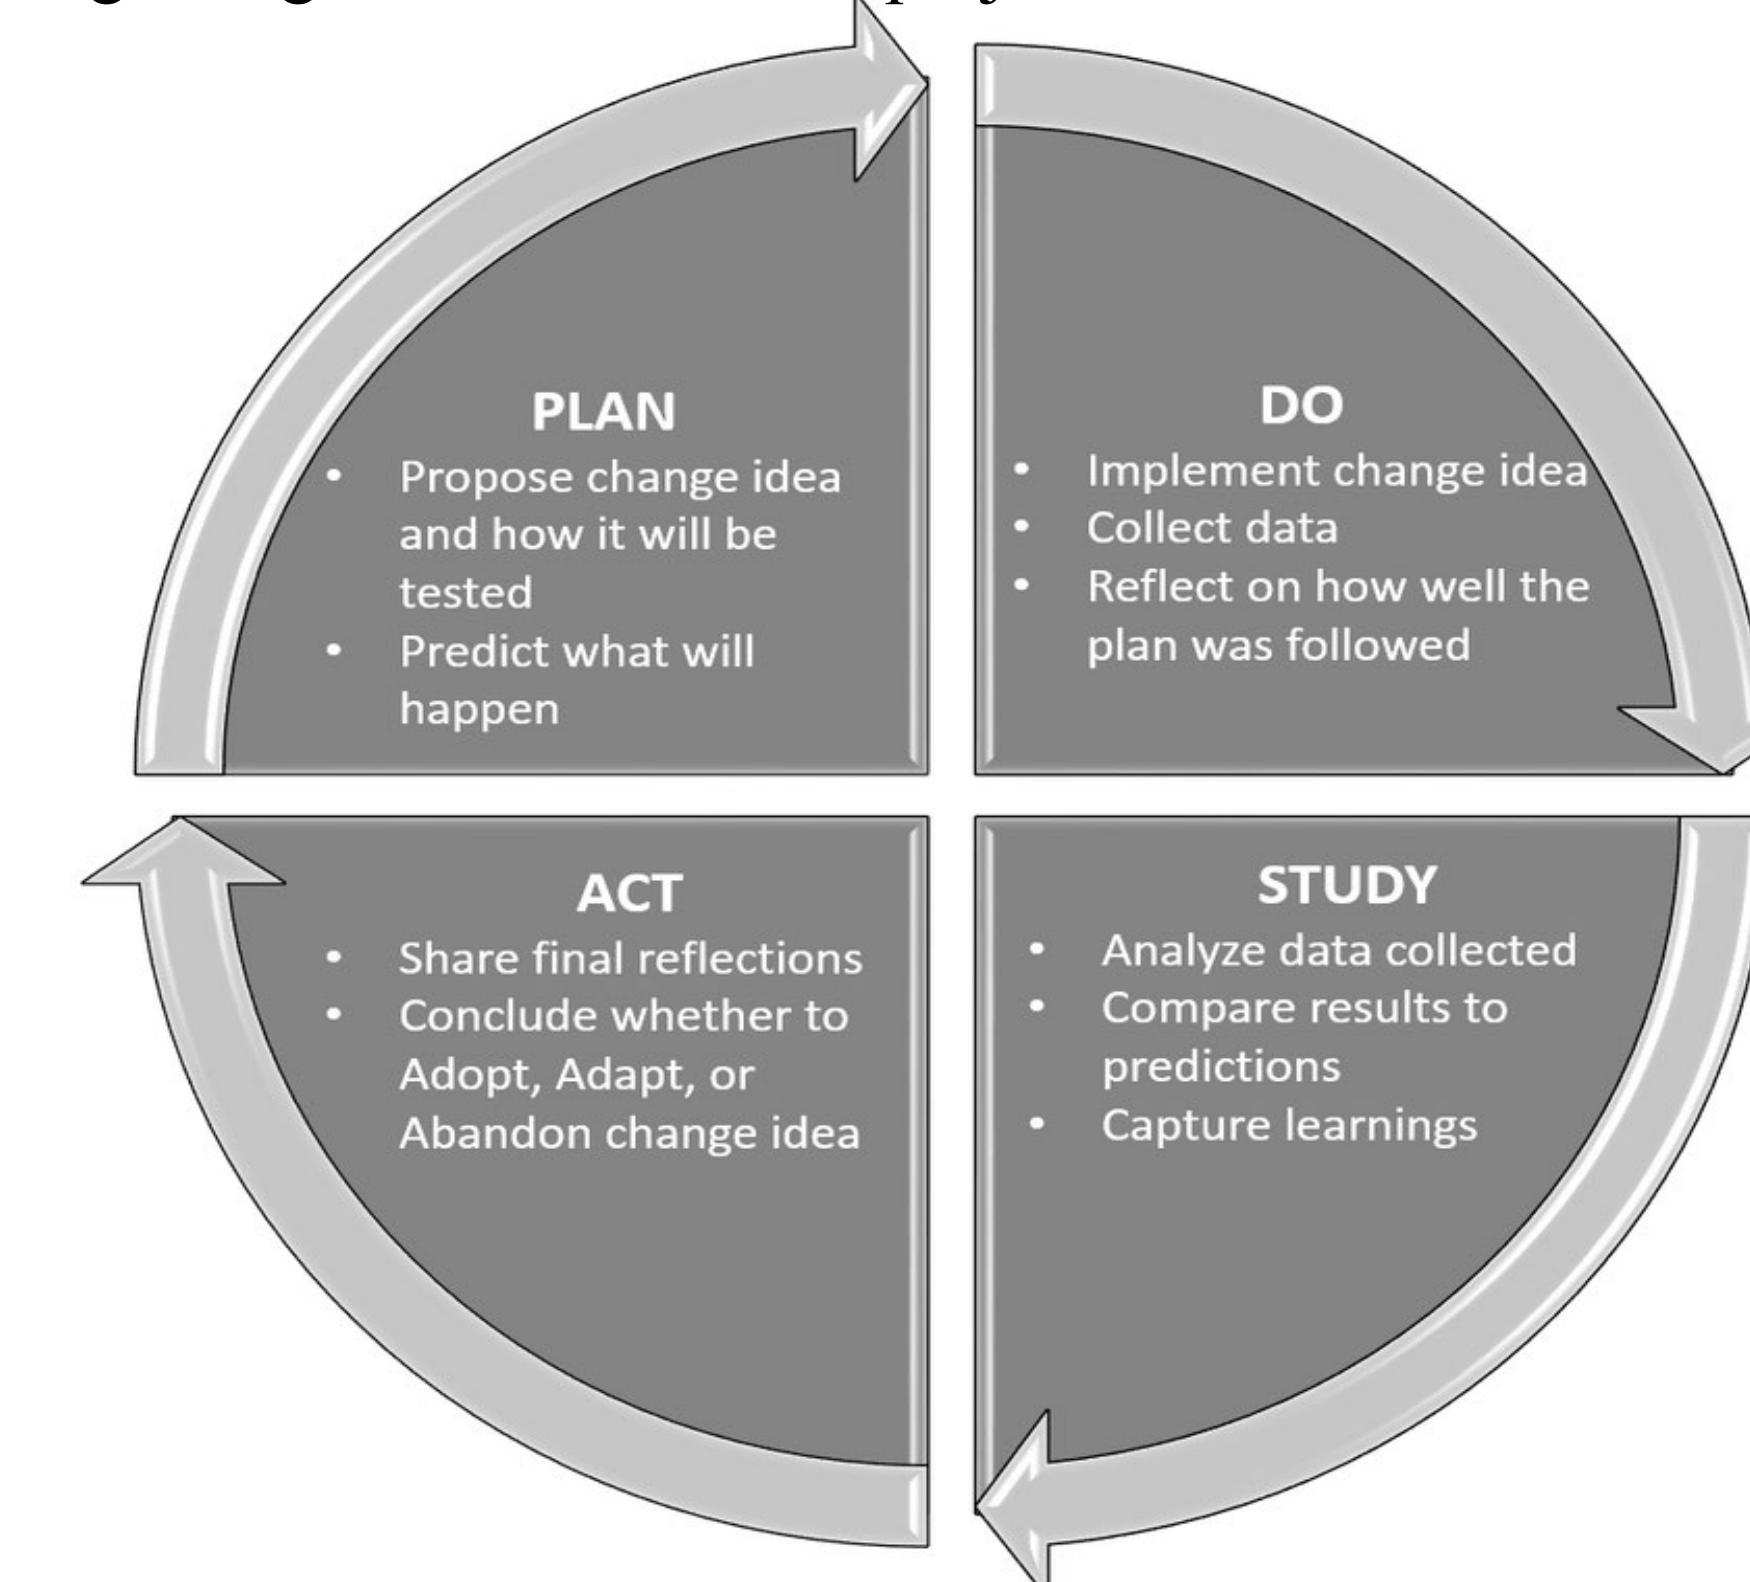 PLAN
• Propose change idea
and how it will be
tested
• Predict what will
happen
DO
• Implement change idea
• Collect data
• Reflect on how well the
plan was followed
ACT
• Share final reflections
• Conclude whether to
Adopt, Adapt, or
Abandon change idea
STUDY
• Analyze data collected
• Compare results to
predictions
• Capture learnings